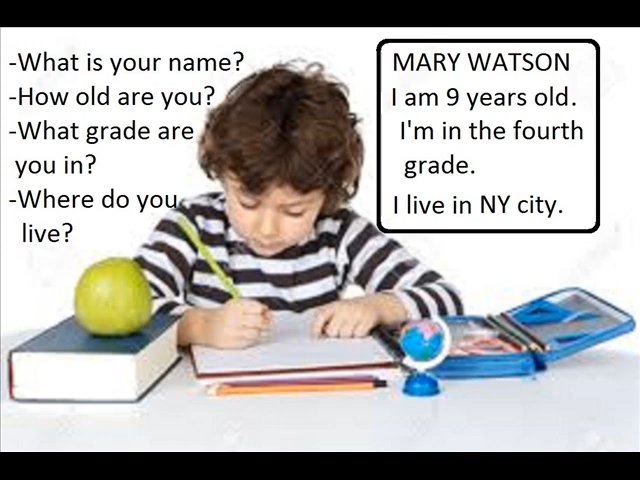 -What is your name?
-How old are you?
-What grade are
you in?
-Where do you
live?
MARY WATSON
I am 9 years old.
I'm in the fourth
grade.
I live in NY city.